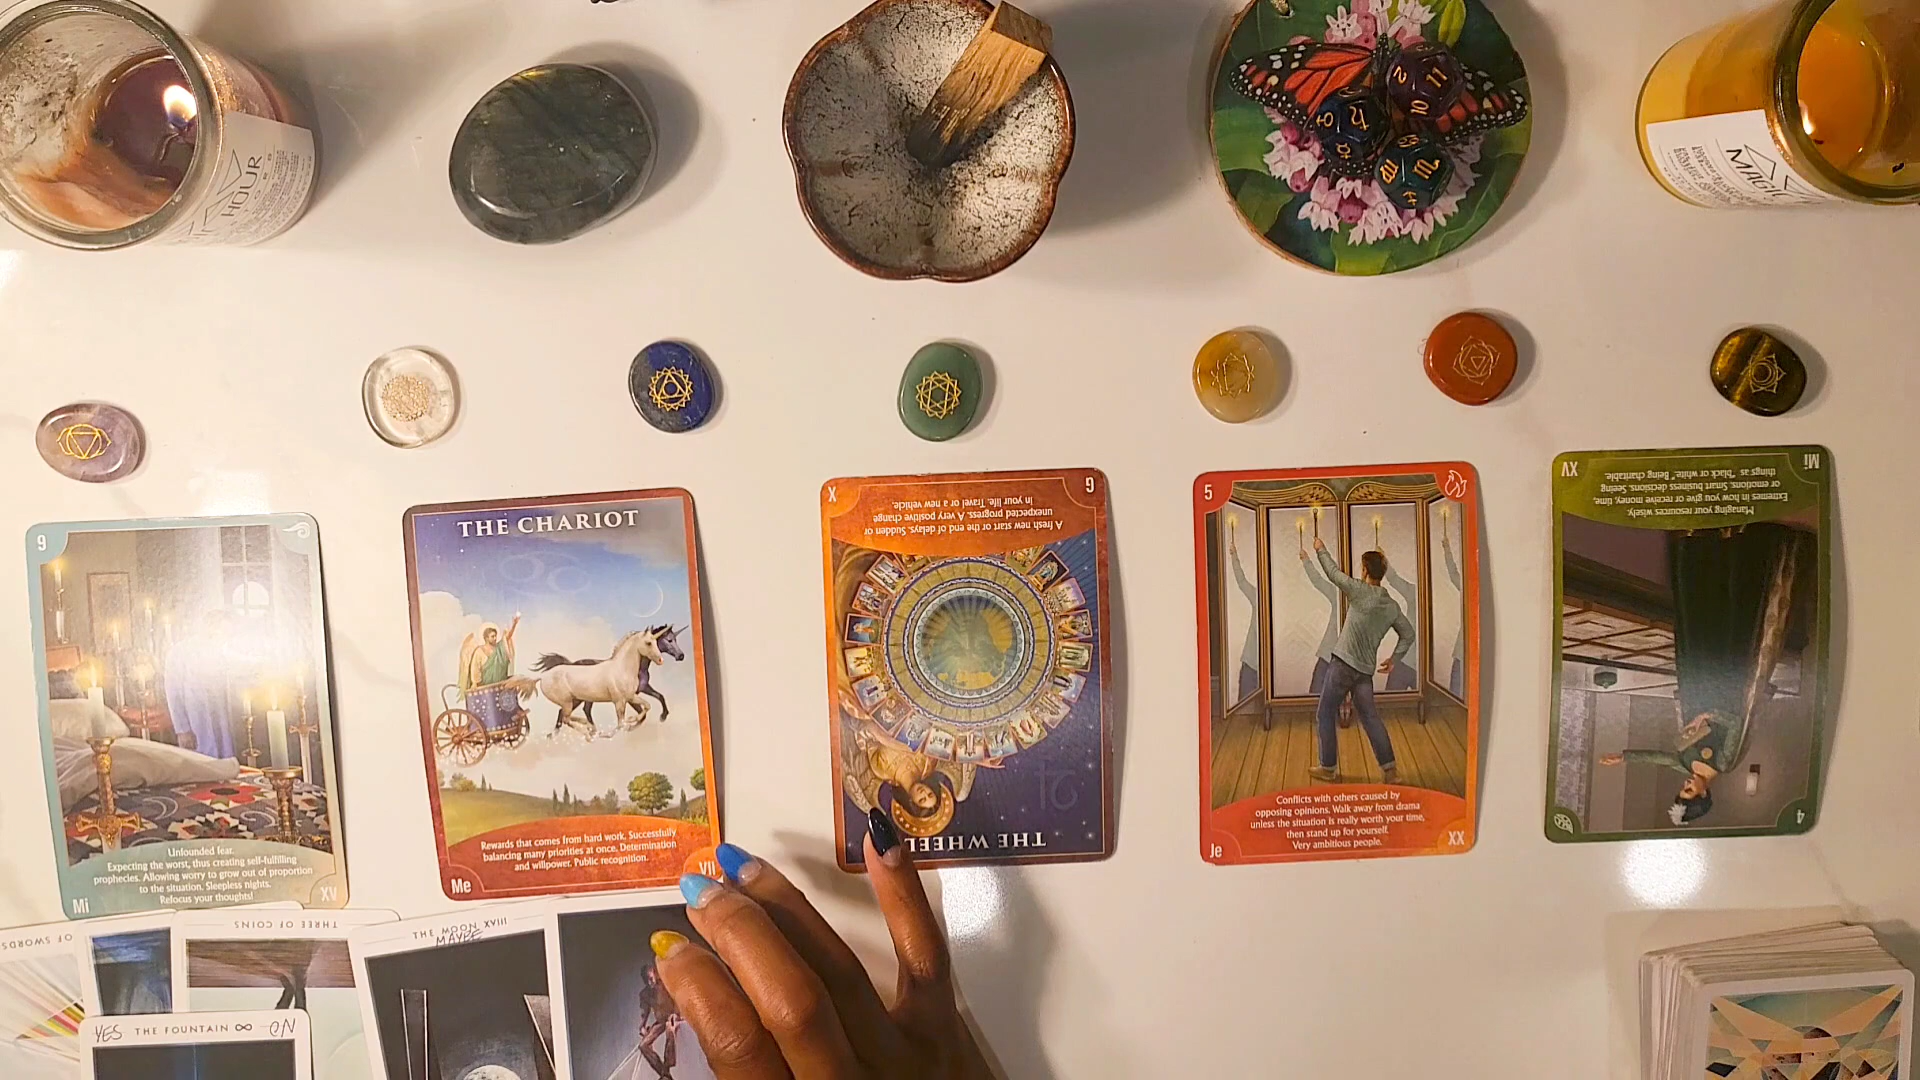 HOUR
MAGIC
2
11
10
9
Unfounded fear.
Expecting the worst, thus creating self-fulfilling
prophecies. Allowing worry to grow out of proportion
to the situation. Sleepless nights.
Refocus your thoughts!
Mi
XV
THE CHARIOT
Rewards that comes from hard work. Successfully
balancing many priorities at once. Determination
and willpower. Public recognition.
Me
VII
X
G
A fresh new start or the end of delays. Sudden or
unexpected progress. A very positive change
in your life. Travel or a new vehicle.
THE WHEEL
5
Conflicts with others caused by
opposing opinions. Walk away from drama
unless the situation is really worth your time,
then stand up for yourself.
Very ambitious people.
Je
XX
Mi
XV
Managing your resources wisely.
Extremes in how you give or receive money, time,
or emotions. Smart business decisions. Seeing
things as "black or white." Being charitable.
4
OF SWORDS
THREE OF COINS
THE MOON XVIII
MAYBE
YES THE FOUNTAIN ∞ NO